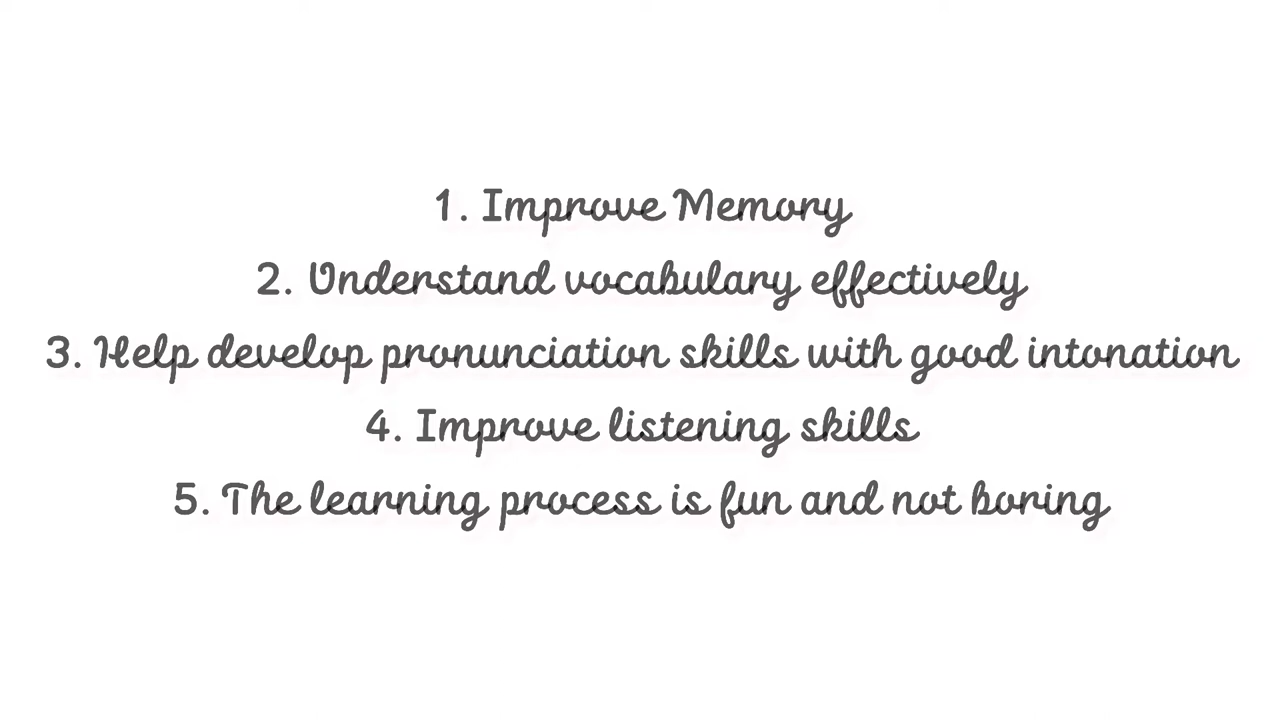 1. Improve Memory
2. Understand vocabulary effectively
3. Help develop pronunciation skills with good intonation
4. Improve listening skills
5. The learning process is fun and not boring